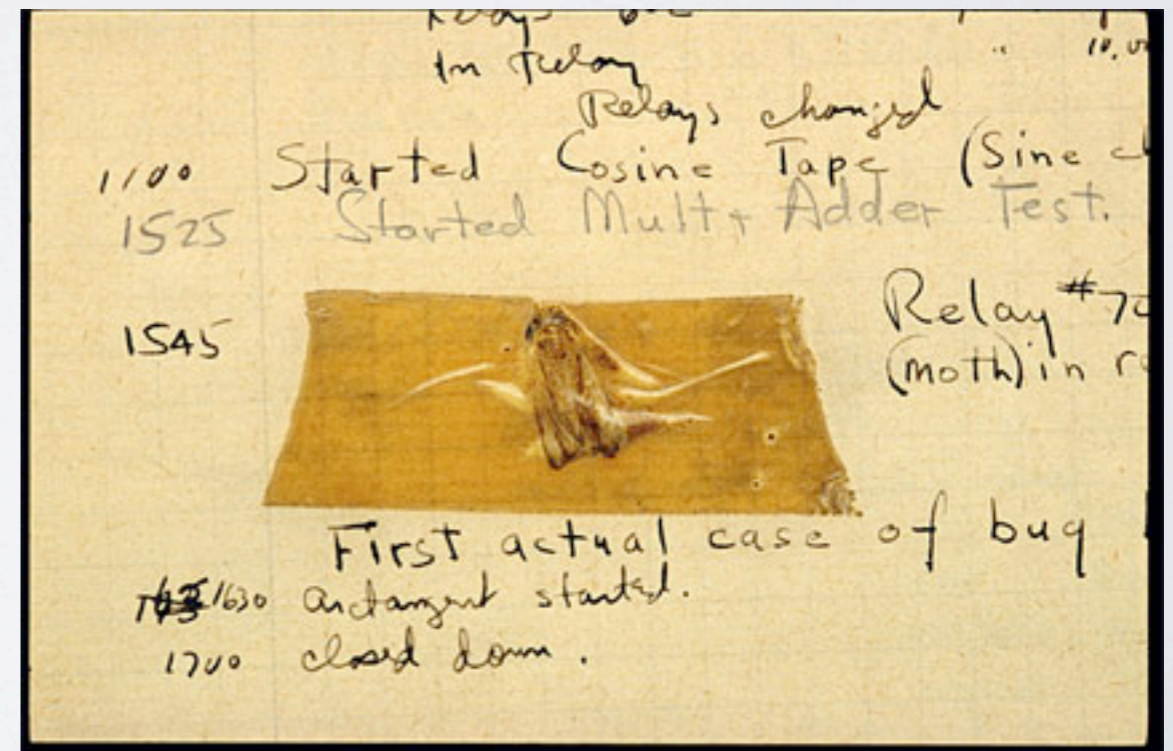 In Relay
Relays changed
1100 Started Cosine Tape (Sine
1525 Started Mult+ Adder Test.
1545 Relay #70
(moth) in
First actual case of bug
1630 arctangent started.
1700 closed down.